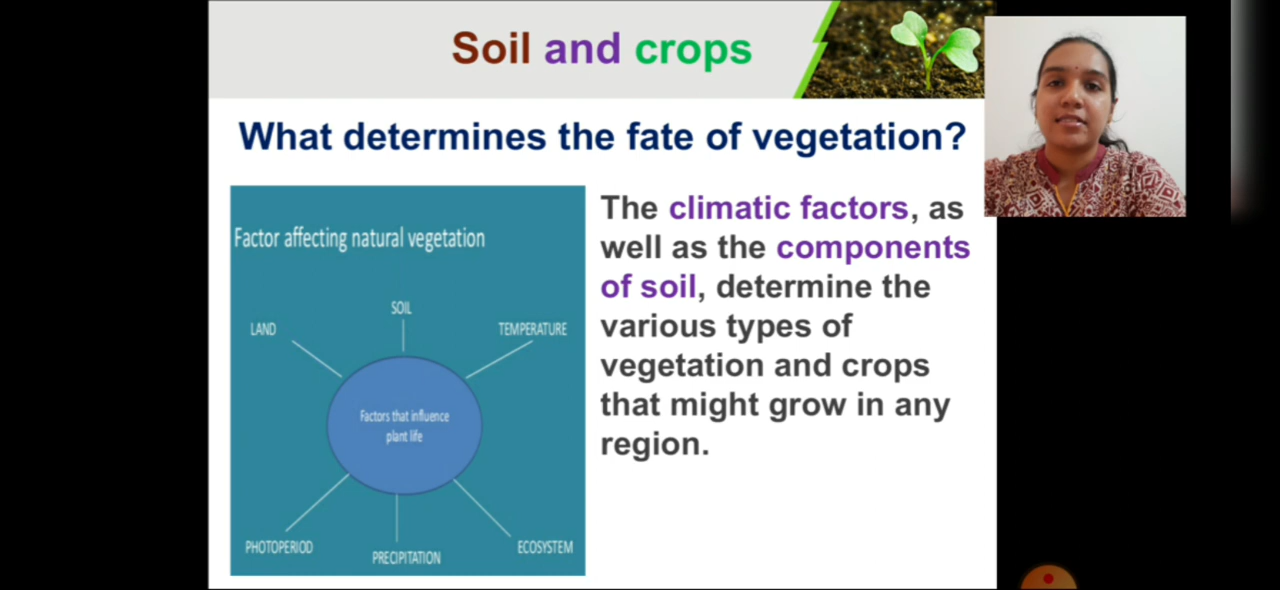 Soil and crops
What determines the fate of vegetation?
Factor affecting natural vegetation
SOIL
LAND
TEMPERATURE
Factors that influence
plant life
PHOTOPERIOD
PRECIPITATION
ECOSYSTEM
The climatic factors, as
well as the components
of soil, determine the
various types of
vegetation and crops
that might grow in any
region.